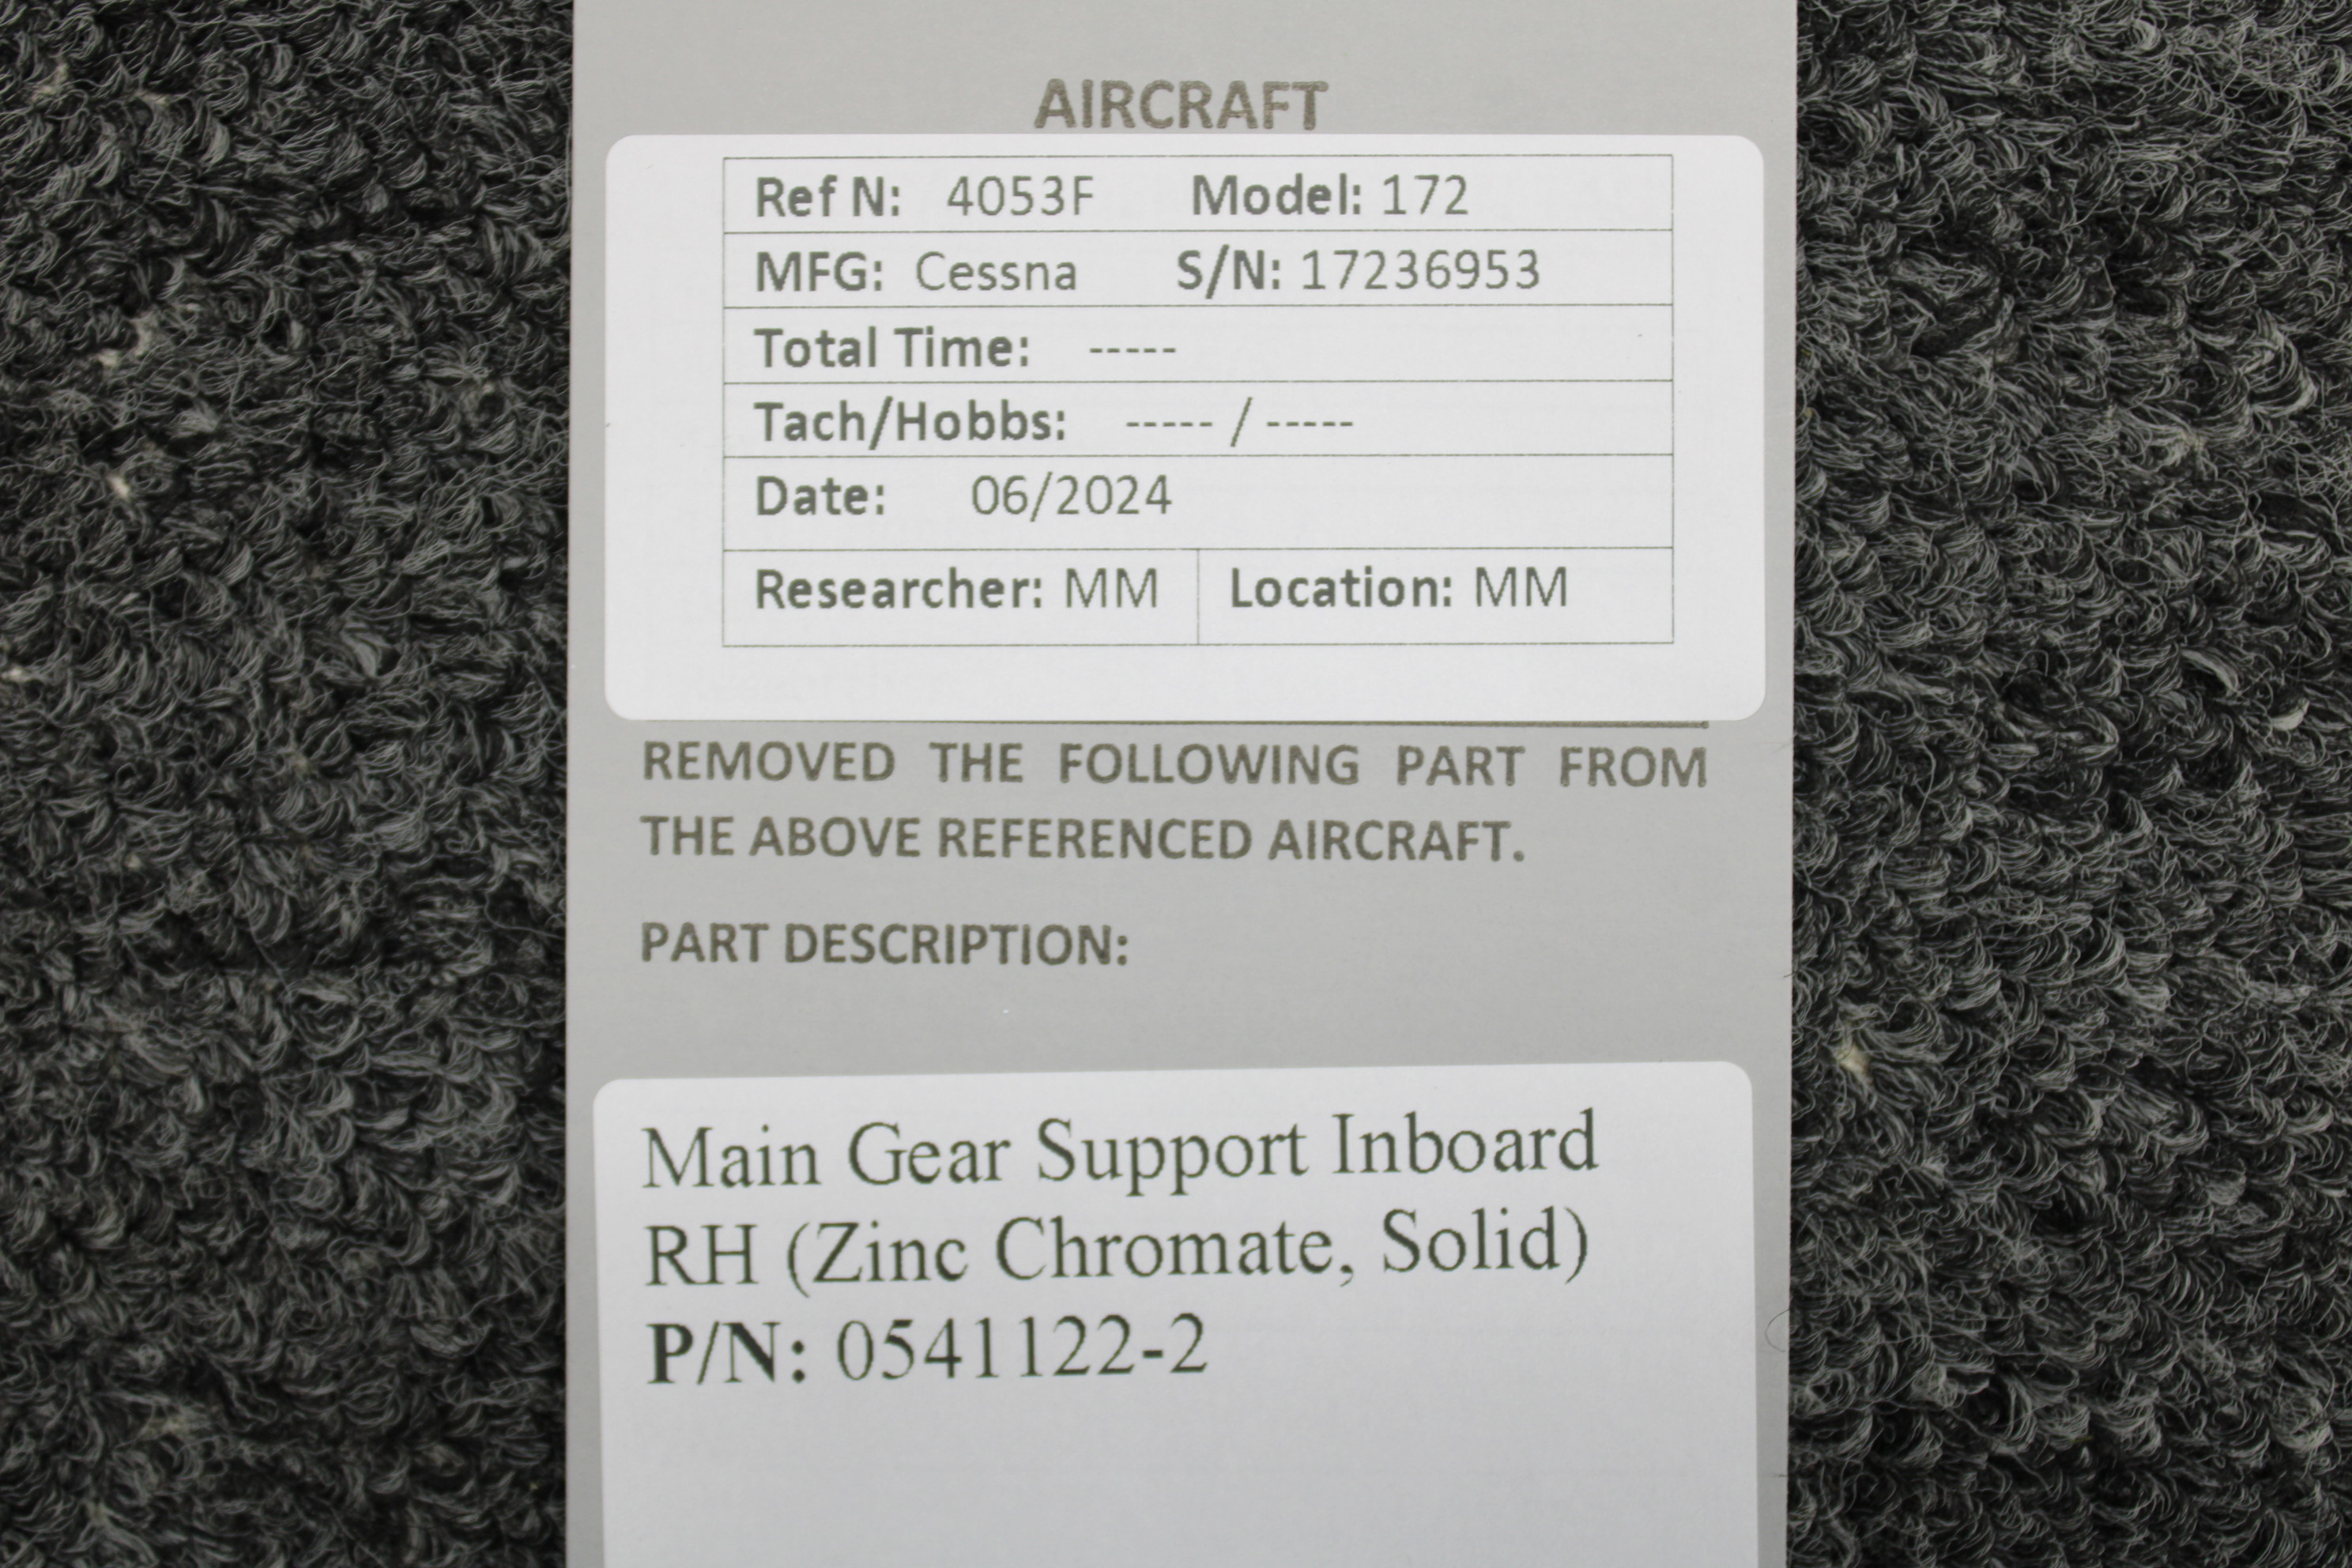 AIRCRAFT
Ref N: 4053F Model: 172
MFG: Cessna S/N: 17236953
Total Time: -----
Tach/Hobbs: ----- / -----
Date: 06/2024
Researcher: MM Location: MM
REMOVED THE FOLLOWING PART FROM
THE ABOVE REFERENCED AIRCRAFT.
PART DESCRIPTION:
Main Gear Support Inboard
RH (Zinc Chromate, Solid)
P/N: 0541122-2